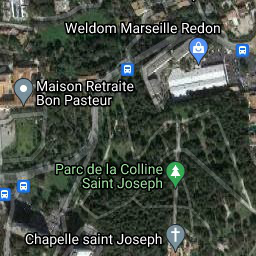 Weldom Marseille Redon
Maison Retraite
Bon Pasteur
Parc de la Colline
Saint Joseph
Chapelle saint Joseph